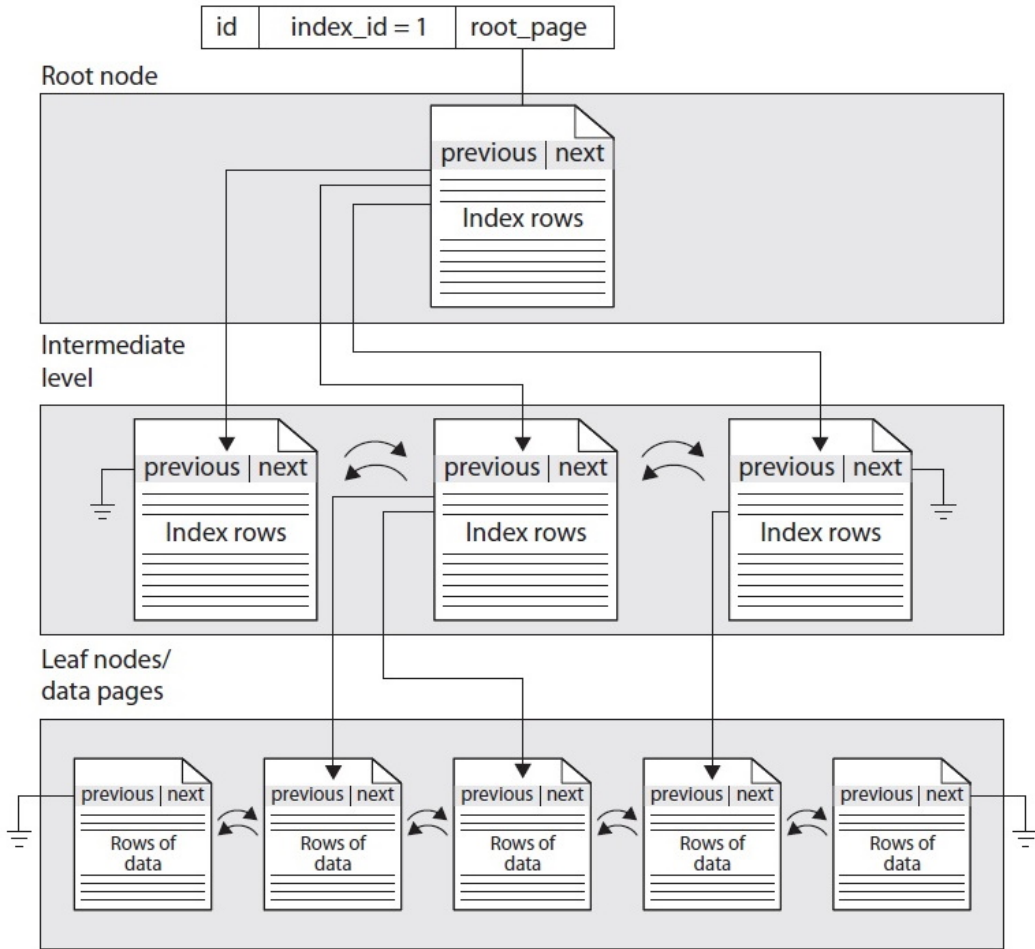 id index_id = 1 root_page
Root node
previous next
Index rows
Intermediate
level
previous next previous next previous next
Index rows Index rows Index rows
Leaf nodes/
data pages
previous next previous next previous next previous next previous next
Rows of Rows of Rows of Rows of Rows of
data data data data data